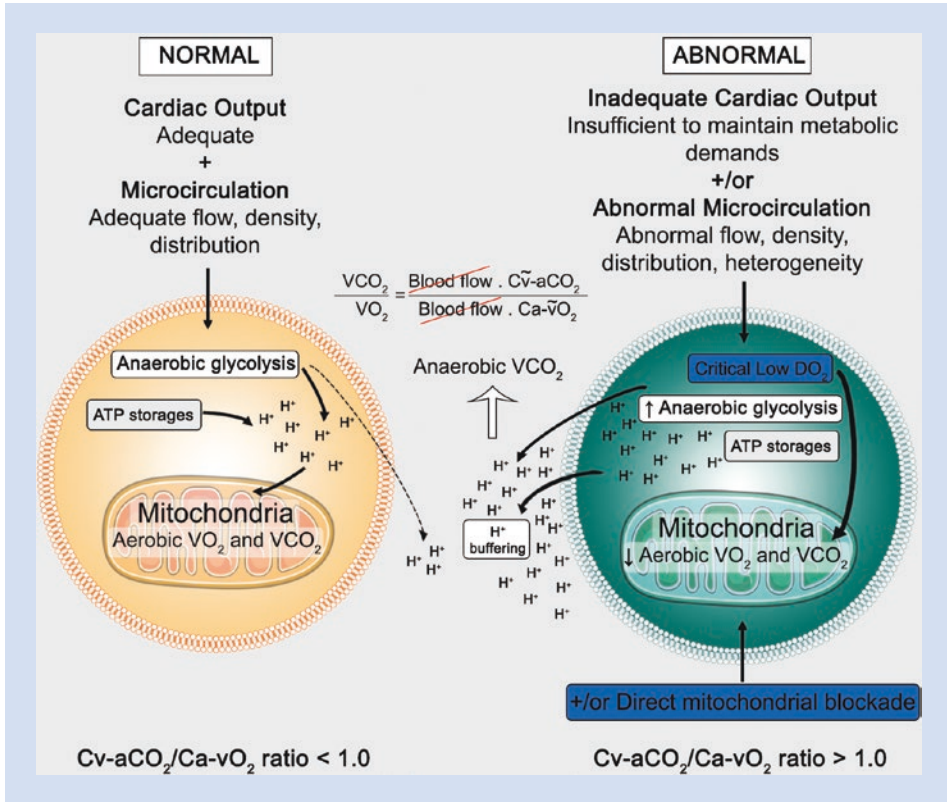 NORMAL
Cardiac Output
Adequate
+
Microcirculation
Adequate flow, density,
distribution
Anaerobic glycolysis
ATP storages
H⁺ H⁺ H⁺ H⁺ H⁺ H⁺ H⁺ H⁺ H⁺
Mitochondria
Aerobic VO₂ and VCO₂
H⁺ H⁺ H⁺ H⁺ H⁺
Cv-aCO₂/Ca-vO₂ ratio < 1.0
VCO₂ / VO₂ = Blood flow . Cṽ-aCO₂ / Blood flow . Ca-ṽO₂
Anaerobic VCO₂
H⁺
buffering
ABNORMAL
Inadequate Cardiac Output
Insufficient to maintain metabolic
demands
+/or
Abnormal Microcirculation
Abnormal flow, density,
distribution, heterogeneity
Critical Low DO₂
↑ Anaerobic glycolysis
ATP storages
Mitochondria
↓ Aerobic VO₂ and VCO₂
+/or Direct mitochondrial blockade
Cv-aCO₂/Ca-vO₂ ratio > 1.0